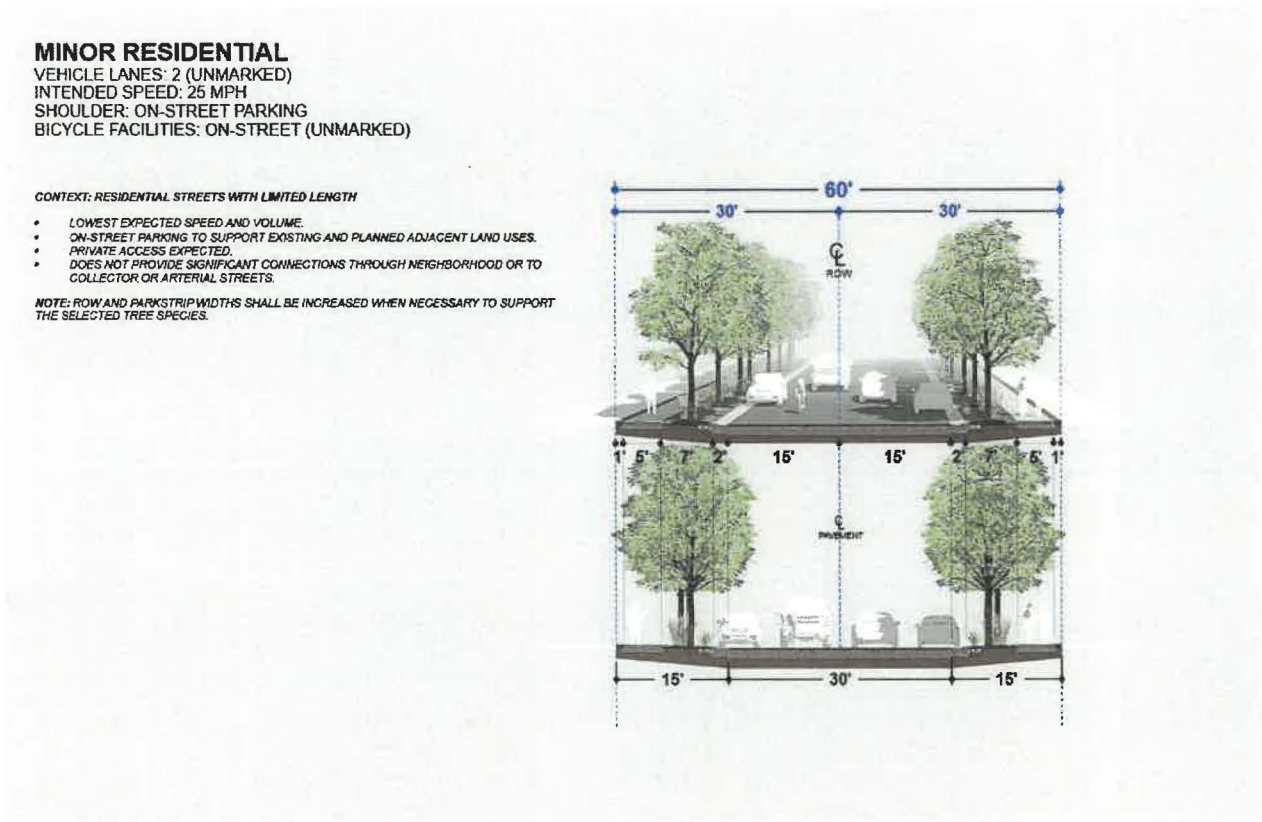 MINOR RESIDENTIAL
VEHICLE LANES: 2 (UNMARKED)
INTENDED SPEED: 25 MPH
SHOULDER: ON-STREET PARKING
BICYCLE FACILITIES: ON-STREET (UNMARKED)
CONTEXT: RESIDENTIAL STREETS WITH LIMITED LENGTH
• LOWEST EXPECTED SPEED AND VOLUME.
• ON-STREET PARKING TO SUPPORT EXISTING AND PLANNED ADJACENT LAND USES.
• PRIVATE ACCESS EXPECTED.
• DOES NOT PROVIDE SIGNIFICANT CONNECTIONS THROUGH NEIGHBORHOOD OR TO
COLLECTOR OR ARTERIAL STREETS.
NOTE: ROW AND PARKSTRIP WIDTHS SHALL BE INCREASED WHEN NECESSARY TO SUPPORT
THE SELECTED TREE SPECIES.
60'
30' 30'
℄
ROW
1' 5' 7' 2' 15' 15' 2' 7' 5' 1'
℄
PAVEMENT
15' 30' 15'